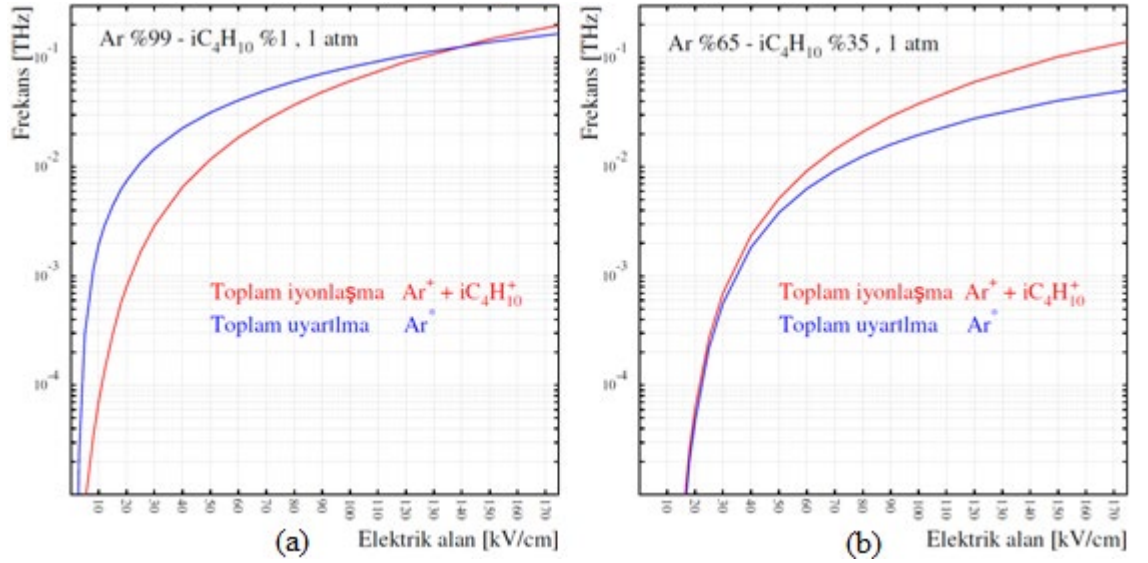 Frekans [THz]
Ar %99 - iC₄H₁₀ %1 , 1 atm
10⁻¹
10⁻²
10⁻³
10⁻⁴
Toplam iyonlaşma Ar⁺ + iC₄H₁₀⁺
Toplam uyartlma Ar*
10 20 30 40 50 60 70 80 90 100 110 120 130 140 150 160 170
(a) Elektrik alan [kV/cm]
Frekans [THz]
Ar %65 - iC₄H₁₀ %35 , 1 atm
10⁻¹
10⁻²
10⁻³
10⁻⁴
Toplam iyonlaşma Ar⁺ + iC₄H₁₀⁺
Toplam uyartlma Ar*
10 20 30 40 50 60 70 80 90 100 110 120 130 140 150 160 170
Elektrik alan [kV/cm]
(b)